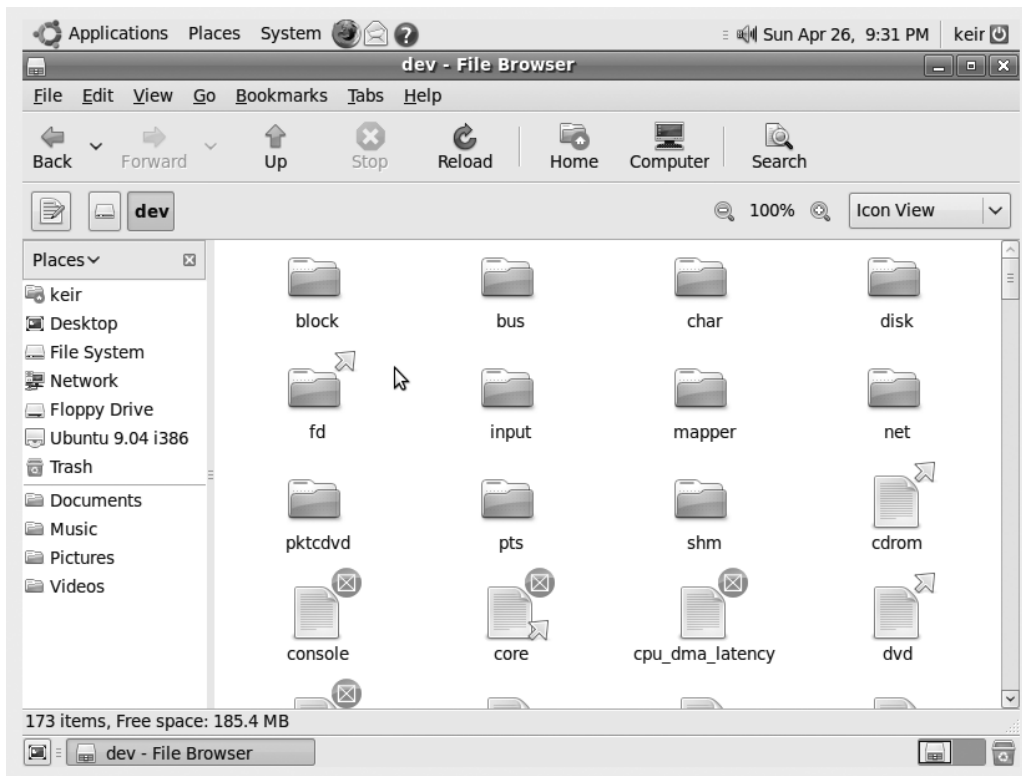 Applications Places System ? Sun Apr 26, 9:31 PM keir
dev - File Browser
File Edit View Go Bookmarks Tabs Help
Back Forward Up Stop Reload Home Computer Search
dev 100% Icon View
Places
keir
Desktop
File System
Network
Floppy Drive
Ubuntu 9.04 i386
Trash
Documents
Music
Pictures
Videos
block bus char disk
fd input mapper net
pktcdvd pts shm cdrom
console core cpu_dma_latency dvd
173 items, Free space: 185.4 MB
dev - File Browser